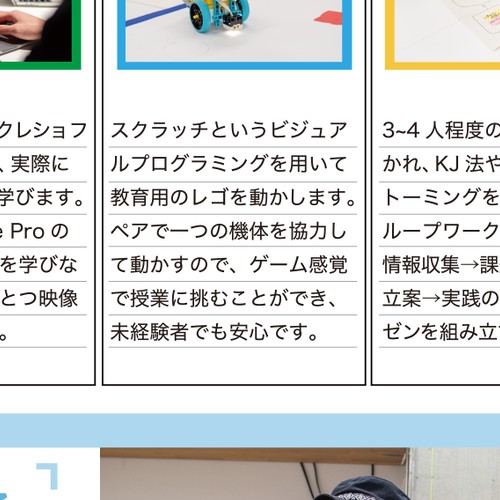 クレショフ
、実際に
学びます。
e Pro の
を学びな
とつ映像
。
スクラッチというビジュア
ルプログラミングを用いて
教育用のレゴを動かします。
ペアで一つの機体を協力し
て動かすので、ゲーム感覚
で授業に挑むことができ、
未経験者でも安心です。
3~4 人程度の
かれ、KJ 法や
トーミングを
ループワーク
情報収集→課
立案→実践の
ゼンを組み立